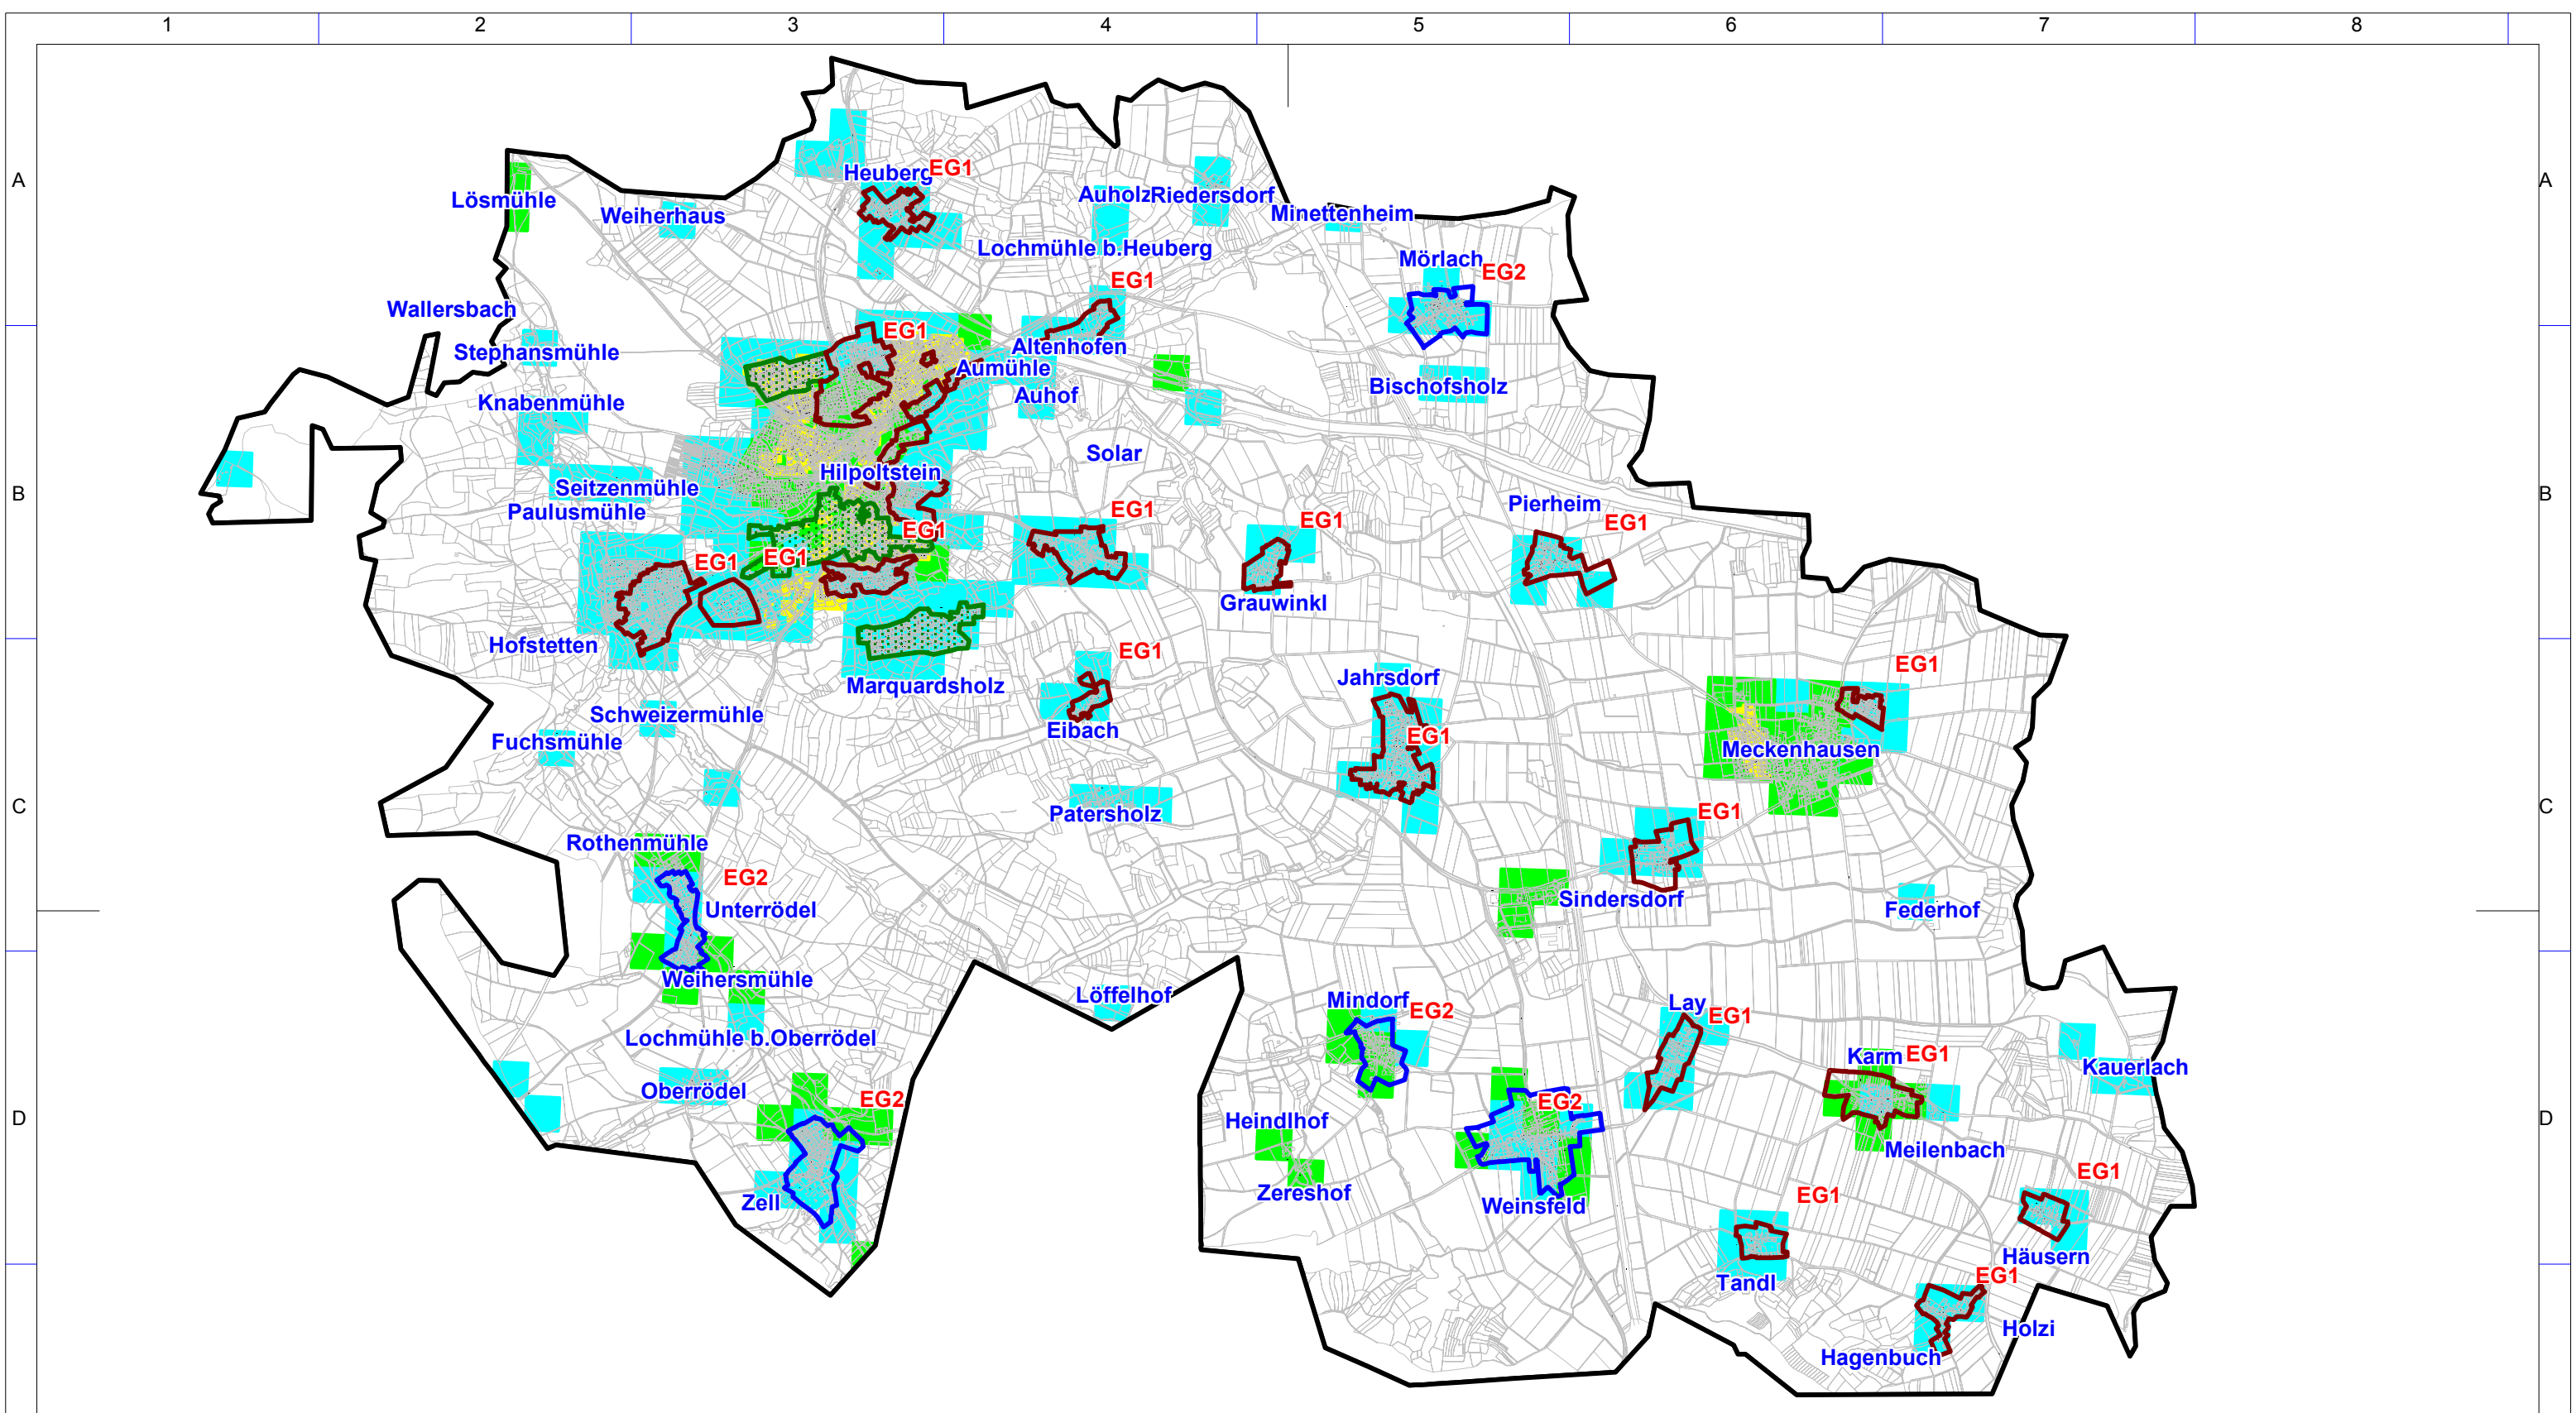 1 2 3 4 5 6 7 8
A A
Heuberg EG1
Lösmühle
Weiherhaus
Auholz Riedersdorf
Minettenheim
Lochmühle b.Heuberg
Mörlach EG2
EG1
Wallersbach
EG1
Stephansmühle
Altenhofen
Aumühle
Auhof
Bischofsholz
Knabenmühle
Solar
Hilpoltstein
Seitzenmühle
B B
Paulusmühle
Pierheim
EG1 EG1 EG1 EG1
EG1 EG1
Grauwinkl
Hofstetten
EG1
EG1
Marquardsholz
Jahrsdorf
Schweizermühle
Eibach
EG1
Fuchsmühle
Meckenhausen
C C
Patersholz
EG1
Rothenmühle
EG2
Sindersdorf
Unterrödel
Federhof
Weihersmühle
Löffelhof
Mindorf EG2
Lay EG1
Lochmühle b.Oberrödel
Karm EG1
Kauerlach
Oberrödel
EG2
EG2
D D
Heindlhof
Meilenbach
EG1
Zereshof
EG1
Zell
Weinsfeld
Häusern
EG1
Tandl
Holzi
Hagenbuch